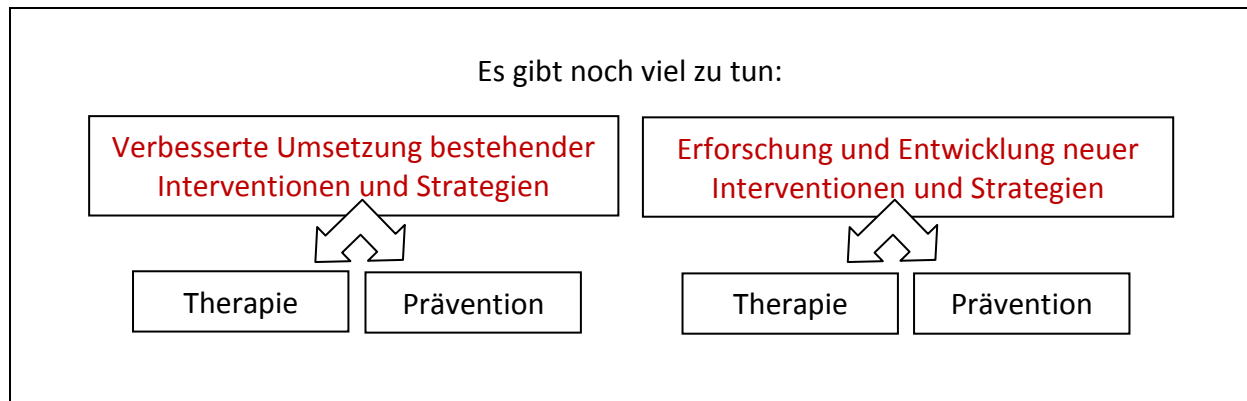 Es gibt noch viel zu tun:
Verbesserte Umsetzung bestehender
Interventionen und Strategien
Erforschung und Entwicklung neuer
Interventionen und Strategien
Therapie
Prävention
Therapie
Prävention